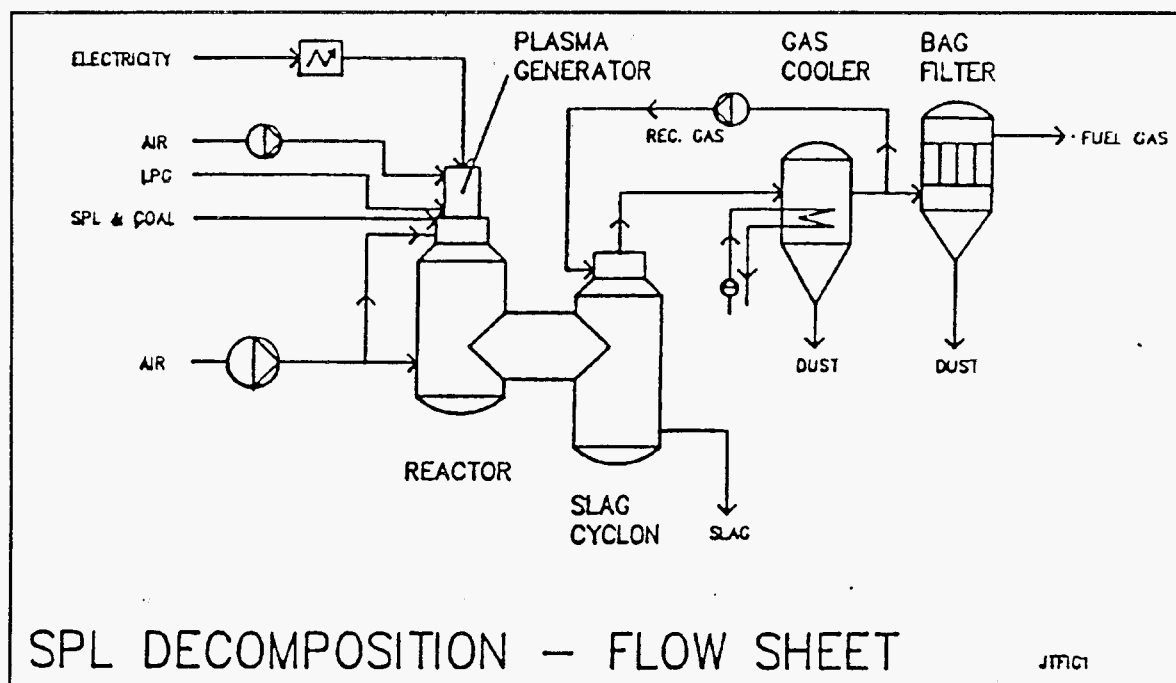 ELECTRICITY
PLASMA
GENERATOR
GAS
COOLER
BAG
FILTER
AIR
REC. GAS
FUEL GAS
LPG
SPL & COAL
AIR
DUST
DUST
REACTOR
SLAG
CYCLON
SLAG
SPL DECOMPOSITION – FLOW SHEET